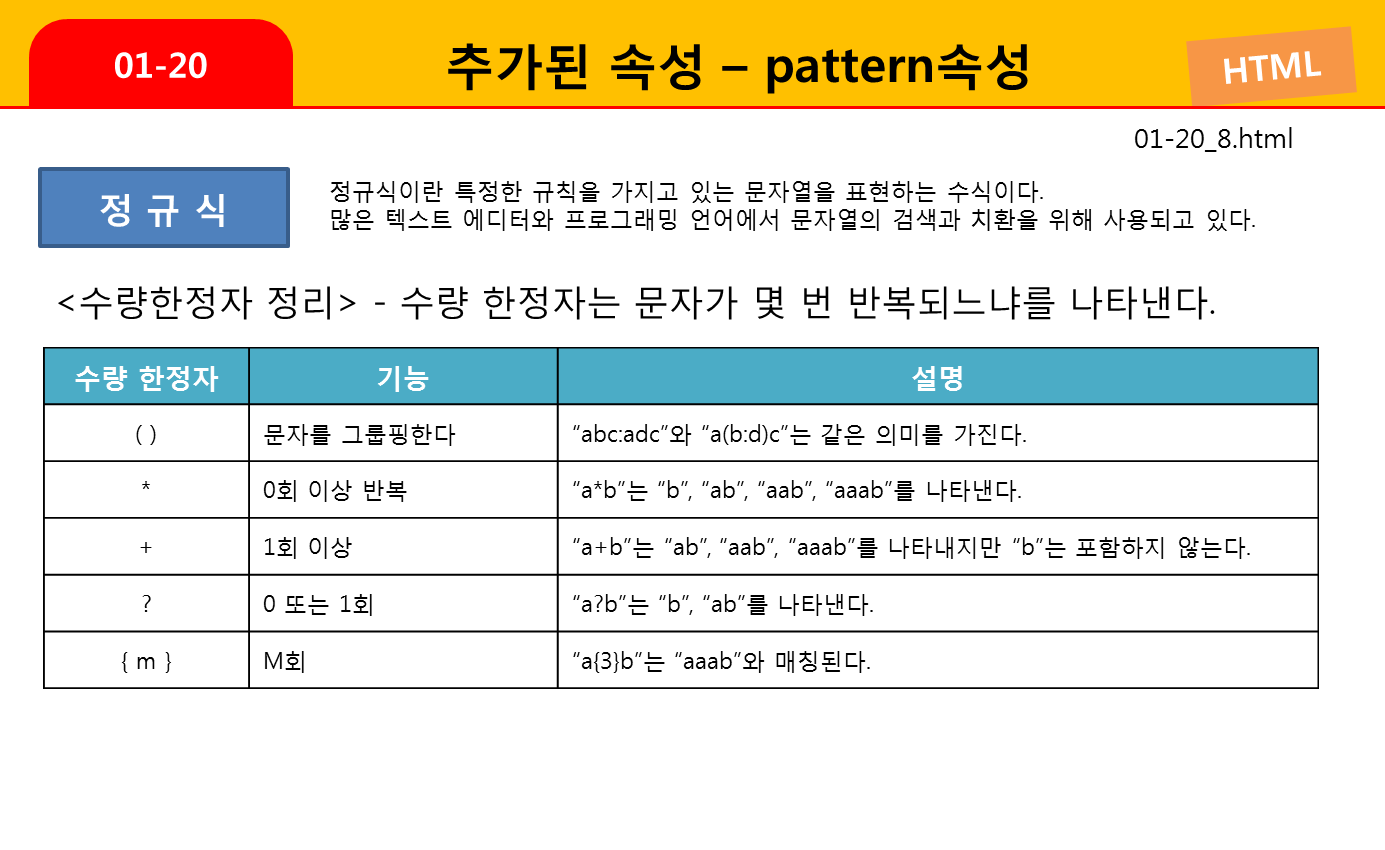 01-20
추가된 속성 – pattern속성
HTML
01-20_8.html
정 규 식
정규식이란 특정한 규칙을 가지고 있는 문자열을 표현하는 수식이다.
많은 텍스트 에디터와 프로그래밍 언어에서 문자열의 검색과 치환을 위해 사용되고 있다.
<수량한정자 정리> - 수량 한정자는 문자가 몇 번 반복되느냐를 나타낸다.
수량 한정자 기능 설명
( ) 문자를 그룹핑한다 “abc:adc”와 “a(b:d)c”는 같은 의미를 가진다.
* 0회 이상 반복 “a*b”는 “b”, “ab”, “aab”, “aaab”를 나타낸다.
+ 1회 이상 “a+b”는 “ab”, “aab”, “aaab”를 나타내지만 “b”는 포함하지 않는다.
? 0 또는 1회 “a?b”는 “b”, “ab”를 나타낸다.
{ m } M회 “a{3}b”는 “aaab”와 매칭된다.